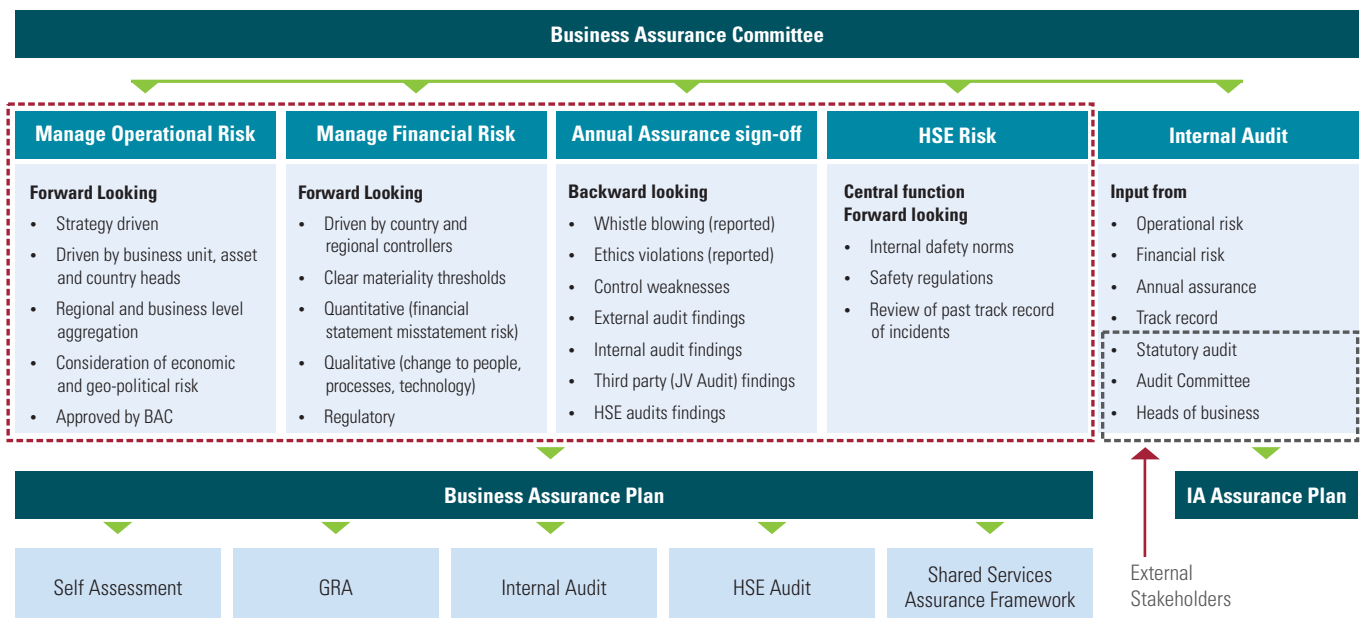 Business Assurance Committee
Manage Operational Risk
Forward Looking
• Strategy driven
• Driven by business unit, asset
and country heads
• Regional and business level
aggregation
• Consideration of economic
and geo-political risk
• Approved by BAC
Manage Financial Risk
Forward Looking
• Driven by country and
regional controllers
• Clear materiality thresholds
• Quantitative (financial
statement misstatement risk)
• Qualitative (change to people,
processes, technology)
• Regulatory
Annual Assurance sign-off
Backward looking
• Whistle blowing (reported)
• Ethics violations (reported)
• Control weaknesses
• External audit findings
• Internal audit findings
• Third party (JV Audit) findings
• HSE audits findings
HSE Risk
Central function
Forward looking
• Internal dafety norms
• Safety regulations
• Review of past track record
of incidents
Internal Audit
Input from
• Operational risk
• Financial risk
• Annual assurance
• Track record
• Statutory audit
• Audit Committee
• Heads of business
Business Assurance Plan
IA Assurance Plan
Self Assessment
GRA
Internal Audit
HSE Audit
Shared Services
Assurance Framework
External
Stakeholders